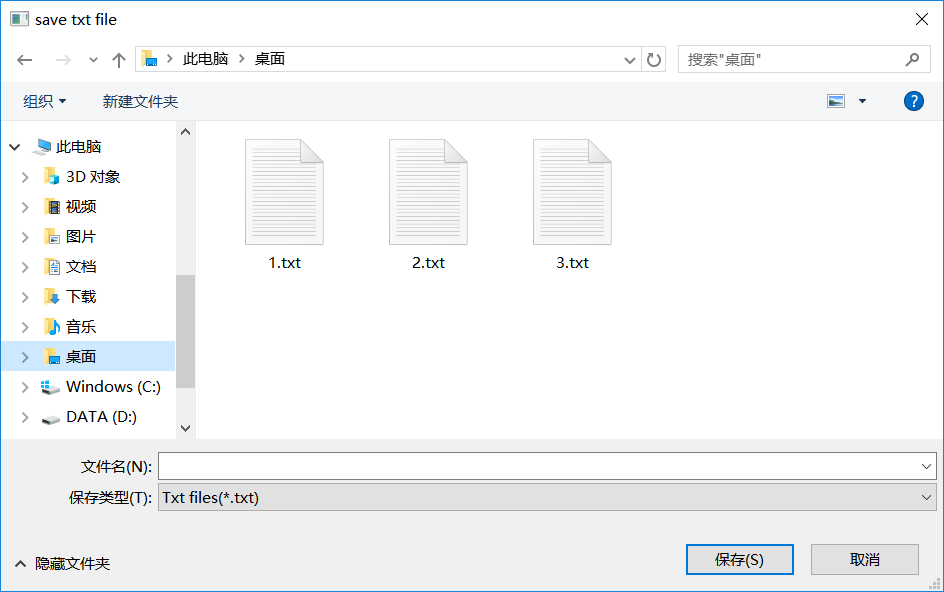 save txt file
此电脑 桌面
搜索"桌面"
组织 新建文件夹
?
此电脑
3D 对象
视频
图片
文档
下载
音乐
桌面
Windows (C:)
DATA (D:)
1.txt 2.txt 3.txt
文件名(N):
保存类型(T): Txt files(*.txt)
隐藏文件夹 保存(S) 取消